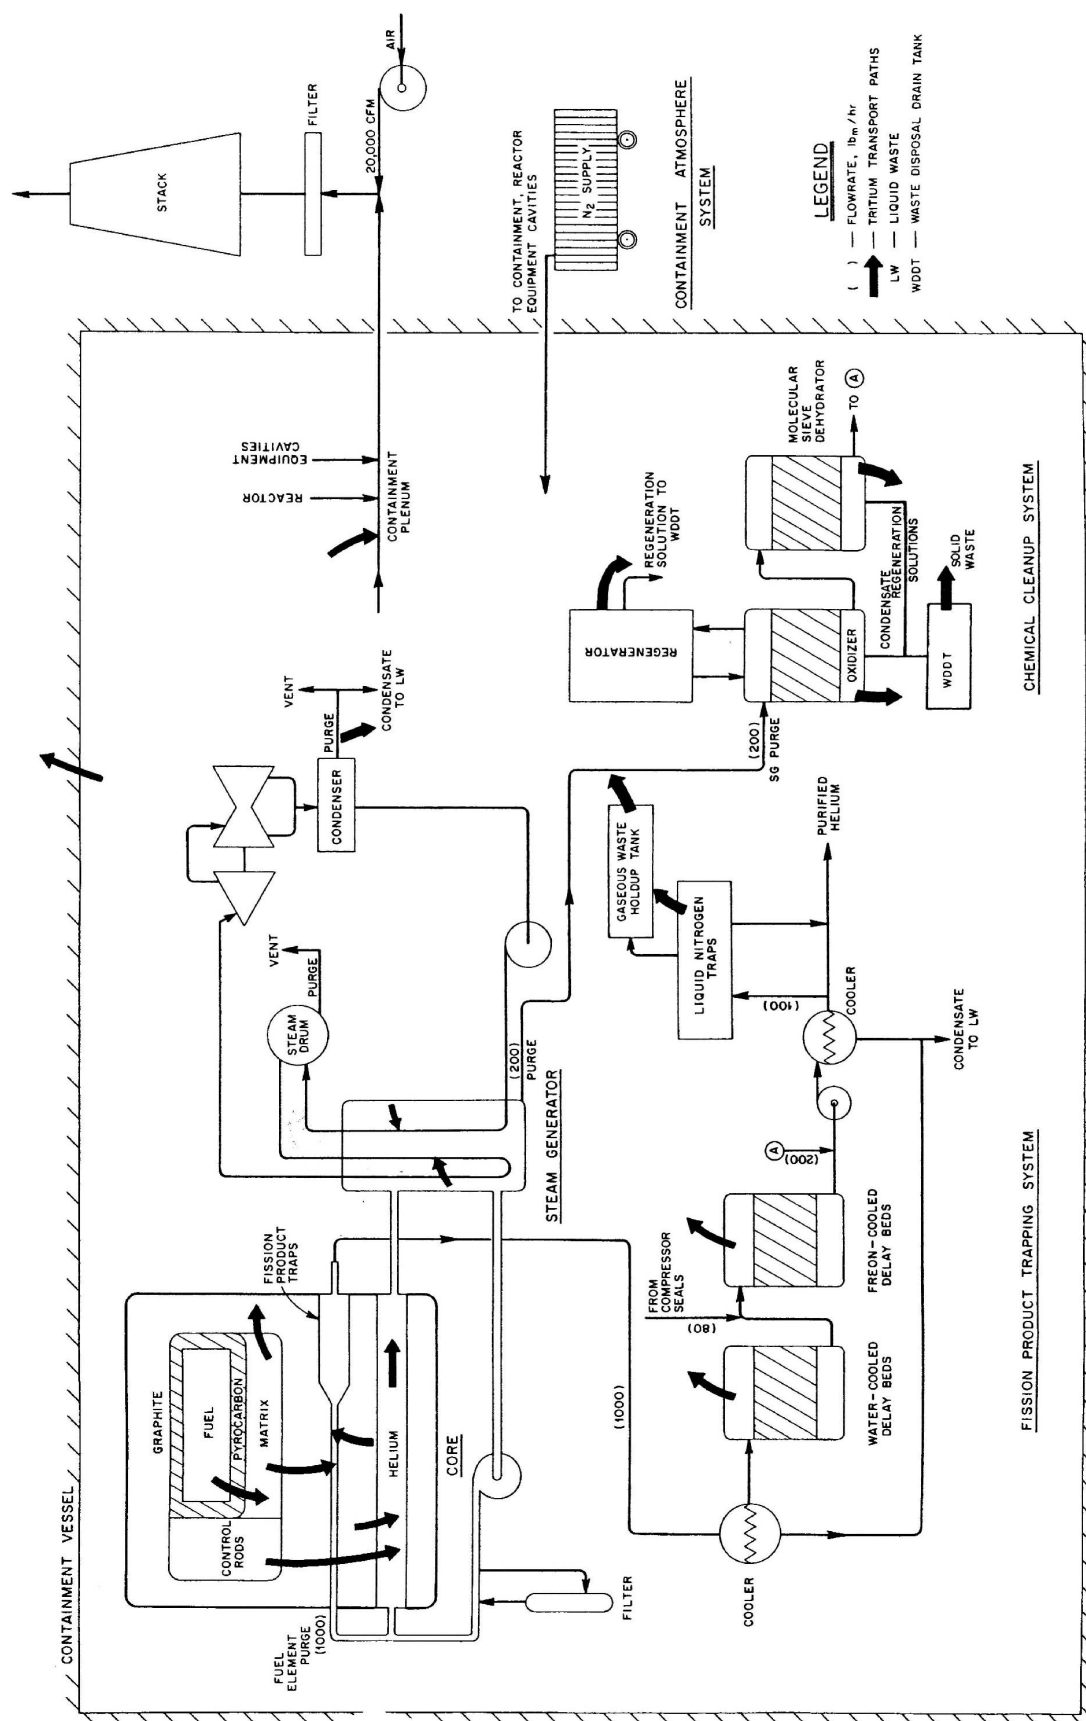 CONTAINMENT VESSEL
GRAPHITE
FUEL
PYROCARBON
MATRIX
CONTROL
RODS
FUEL
ELEMENT
PURGE
(1000)
HELIUM
CORE
FISSION
PRODUCT
TRAPS
FILTER
STEAM
DRUM
PURGE
VENT
STEAM GENERATOR
(200)
PURGE
CONDENSER
PURGE
VENT
CONDENSATE
TO LW
REACTOR
EQUIPMENT
CAVITIES
CONTAINMENT
PLENUM
STACK
FILTER
20,000 CFM
AIR
TO CONTAINMENT, REACTOR
EQUIPMENT CAVITIES
N2 SUPPLY
CONTAINMENT ATMOSPHERE
SYSTEM
LEGEND
( ) — FLOWRATE, lbm/hr
— TRITIUM TRANSPORT PATHS
LW — LIQUID WASTE
WDDT — WASTE DISPOSAL DRAIN TANK
(1000)
COOLER
WATER-COOLED
DELAY BEDS
FROM
COMPRESSOR
SEALS
(80)
FREON-COOLED
DELAY BEDS
A
(200)
COOLER
CONDENSATE
TO LW
(100)
LIQUID NITROGEN
TRAPS
GASEOUS WASTE
HOLDUP TANK
PURIFIED
HELIUM
FISSION PRODUCT TRAPPING SYSTEM
(200)
SG PURGE
REGENERATOR
REGENERATION
SOLUTION TO
WDDT
OXIDIZER
MOLECULAR
SIEVE
DEHYDRATOR
TO A
CONDENSATE
REGENERATION
SOLUTIONS
WDDT
SOLID
WASTE
CHEMICAL CLEANUP SYSTEM